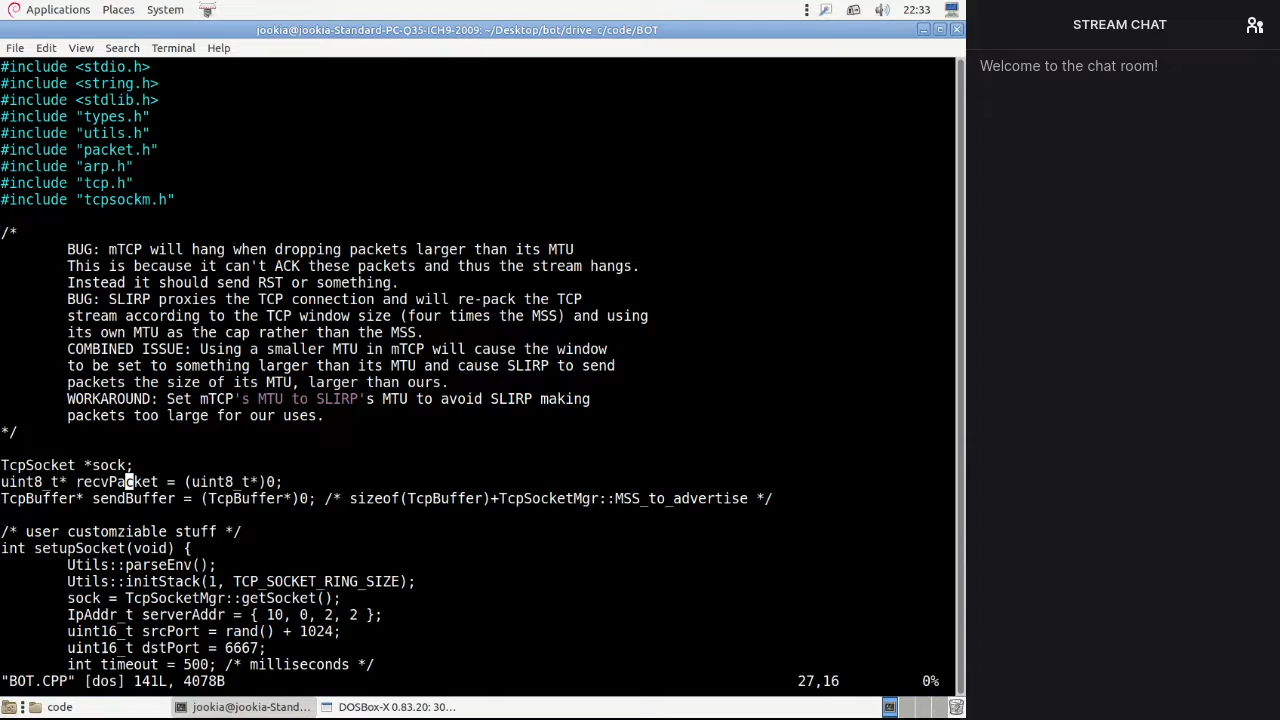 Applications Places System 22:33
jookia@jookia-Standard-PC-Q35-ICH9-2009: ~/Desktop/bot/drive_c/code/BOT
File Edit View Search Terminal Help
#include <stdio.h>
#include <string.h>
#include <stdlib.h>
#include "types.h"
#include "utils.h"
#include "packet.h"
#include "arp.h"
#include "tcp.h"
#include "tcpsockm.h"
/*
BUG: mTCP will hang when dropping packets larger than its MTU
This is because it can't ACK these packets and thus the stream hangs.
Instead it should send RST or something.
BUG: SLIRP proxies the TCP connection and will re-pack the TCP
stream according to the TCP window size (four times the MSS) and using
its own MTU as the cap rather than the MSS.
COMBINED ISSUE: Using a smaller MTU in mTCP will cause the window
to be set to something larger than its MTU and cause SLIRP to send
packets the size of its MTU, larger than ours.
WORKAROUND: Set mTCP's MTU to SLIRP's MTU to avoid SLIRP making
packets too large for our uses.
*/
TcpSocket *sock;
uint8_t* recvPacket = (uint8_t*)0;
TcpBuffer* sendBuffer = (TcpBuffer*)0; /* sizeof(TcpBuffer)+TcpSocketMgr::MSS_to_advertise */
/* user customziable stuff */
int setupSocket(void) {
Utils::parseEnv();
Utils::initStack(1, TCP_SOCKET_RING_SIZE);
sock = TcpSocketMgr::getSocket();
IpAddr_t serverAddr = { 10, 0, 2, 2 };
uint16_t srcPort = rand() + 1024;
uint16_t dstPort = 6667;
int timeout = 500; /* milliseconds */
"BOT.CPP" [dos] 141L, 4078B 27,16 0%
code jookia@jookia-Stand... DOSBox-X 0.83.20: 30...
STREAM CHAT
Welcome to the chat room!